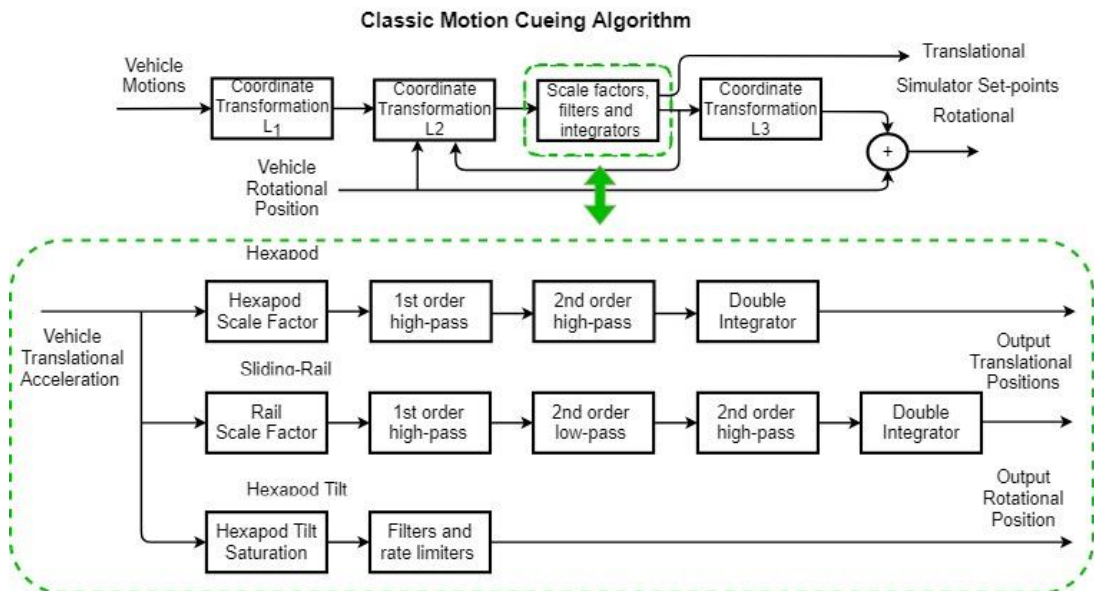 Classic Motion Cueing Algorithm
Vehicle
Motions
Coordinate
Transformation
L1
Coordinate
Transformation
L2
Scale factors,
filters and
integrators
Coordinate
Transformation
L3
Translational
Simulator Set-points
Rotational
+
Vehicle
Rotational
Position
Hexapod
Hexapod
Scale Factor
1st order
high-pass
2nd order
high-pass
Double
Integrator
Vehicle
Translational
Acceleration
Output
Translational
Positions
Sliding-Rail
Rail
Scale Factor
1st order
high-pass
2nd order
low-pass
2nd order
high-pass
Double
Integrator
Hexapod Tilt
Hexapod Tilt
Saturation
Filters and
rate limiters
Output
Rotational
Position